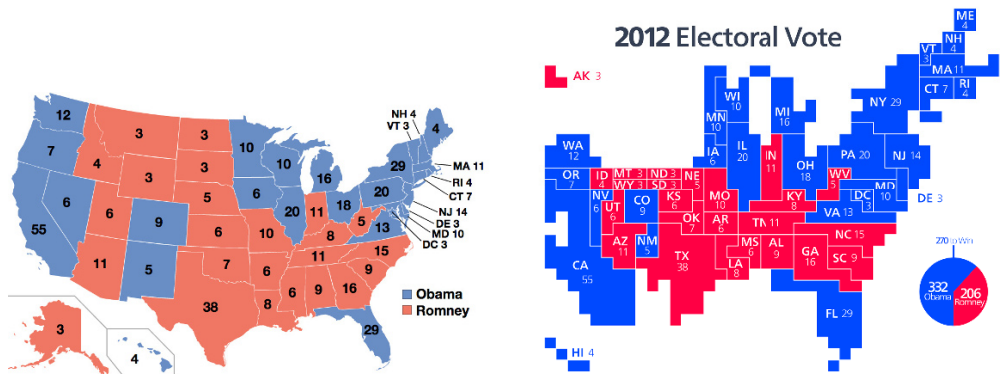 NH 4
VT 3
12
3
3
10
4
7
4
3
3
10
16
29
MA 11
RI 4
CT 7
6
5
6
20
NJ 14
55
6
9
6
10
20
11
18
5
13
DE 3
MD 10
DC 3
8
11
5
7
6
11
15
9
38
8
6
9
16
29
3
4
Obama
Romney
2012 Electoral Vote
AK 3
ME
4
NH
4
VT
3
MA 11
CT 7
RI
4
NY 29
WI
10
MI
16
MN
10
IA
6
IL
20
IN
11
OH
18
PA 20
NJ 14
WA
12
OR
7
ID
4
MT 3
ND 3
WY 3
SD 3
NE
5
WV
5
MD
10
DC
3
DE 3
NV
6
UT
6
CO
9
KS
6
MO
10
KY
8
VA 13
OK
7
AR
6
TN 11
NC 15
AZ
11
NM
5
MS
6
AL
9
GA
16
SC 9
CA
55
TX
38
LA
8
FL 29
HI 4
270 to Win
332
Obama
206
Romney